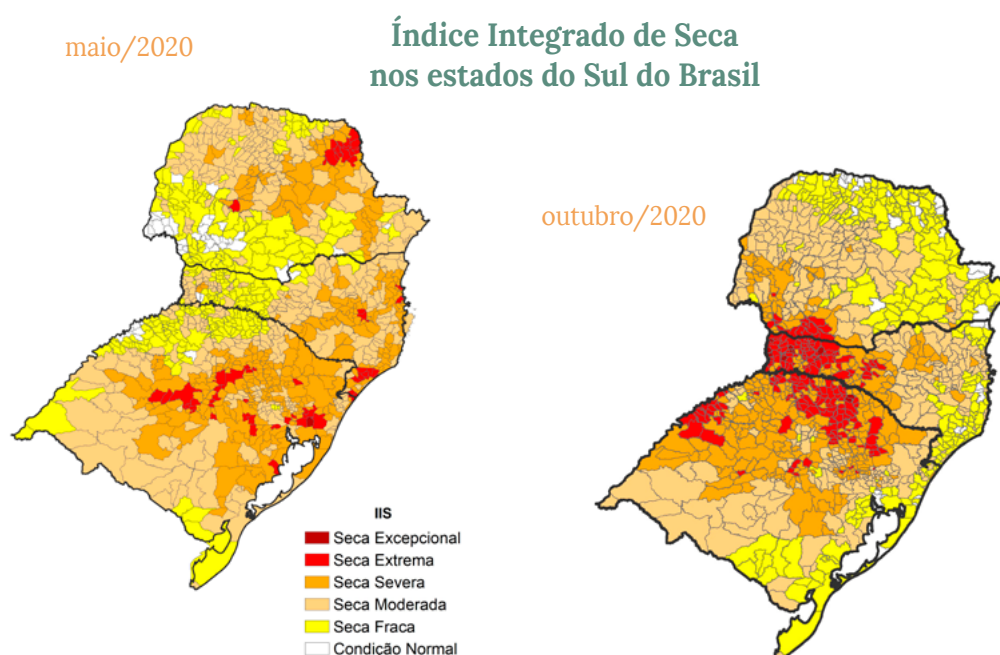 maio/2020
Índice Integrado de Seca
nos estados do Sul do Brasil
outubro/2020
IIS
Seca Excepcional
Seca Extrema
Seca Severa
Seca Moderada
Seca Fraca
Condição Normal